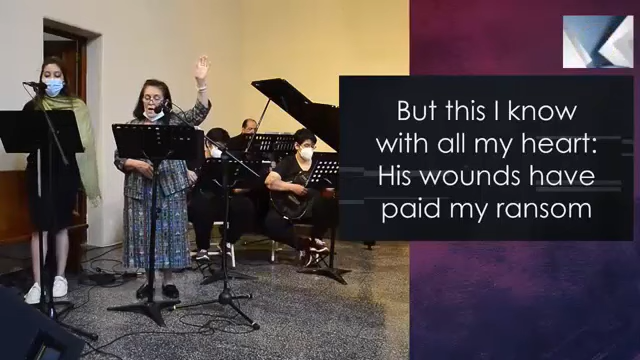 But this I know
with all my heart:
His wounds have
paid my ransom